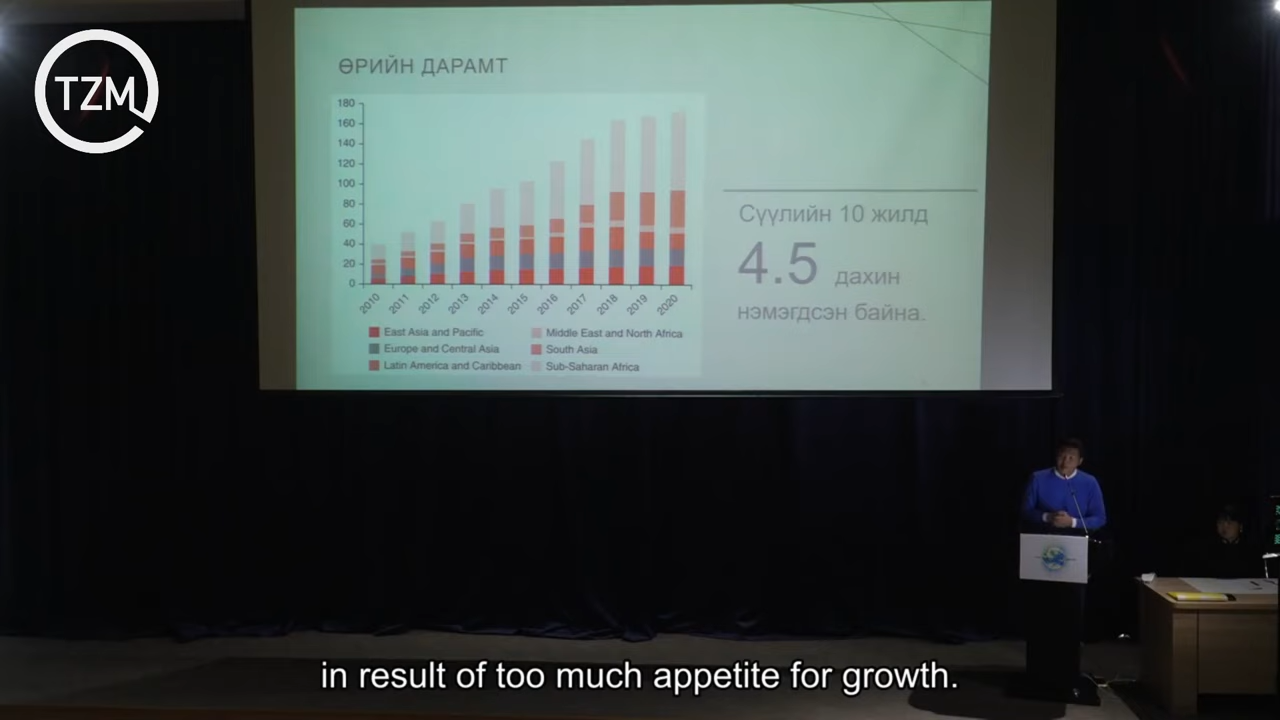 TZM
ӨРИЙН ДАРАМТ
180
160
140
120
100
80
60
40
20
0
2010 2011 2012 2013 2014 2015 2016 2017 2018 2019 2020
East Asia and Pacific
Europe and Central Asia
Latin America and Caribbean
Middle East and North Africa
South Asia
Sub-Saharan Africa
Сүүлийн 10 жилд
4.5 дахин
нэмэгдсэн байна.
in result of too much appetite for growth.